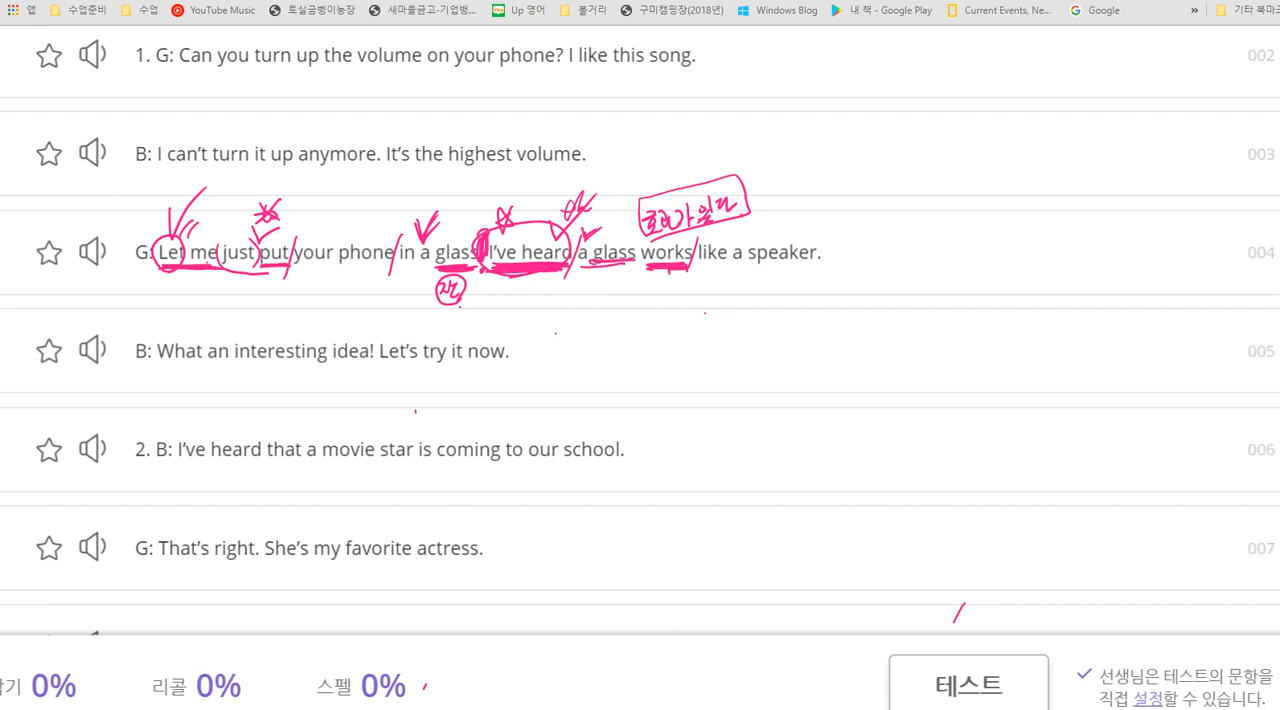 앱 수업준비 수업 YouTube Music 토실굼벵이농장 새마을금고-기업뱅... Up 영어 볼거리 구미캠핑장(2018년) Windows Blog 내 책 - Google Play Current Events, Ne... Google » 기타 북마크
1. G: Can you turn up the volume on your phone? I like this song. 002
B: I can’t turn it up anymore. It’s the highest volume. 003
효과가 있다
G: Let me just put your phone in a glass. I’ve heard a glass works like a speaker. 004
잔
B: What an interesting idea! Let’s try it now. 005
2. B: I’ve heard that a movie star is coming to our school. 006
G: That’s right. She’s my favorite actress. 007
0% 리콜 0% 스펠 0% 테스트 선생님은 테스트의 문항을
직접 설정할 수 있습니다.